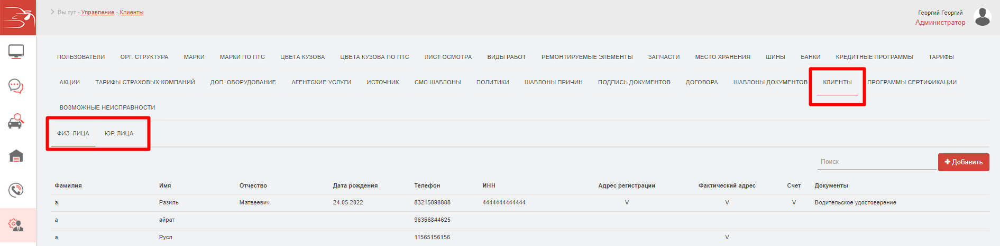 Вы тут - Управление - Клиенты
Георгий Георгий
Администратор
ПОЛЬЗОВАТЕЛИ ОРГ. СТРУКТУРА МАРКИ МАРКИ ПО ПТС ЦВЕТА КУЗОВА ЦВЕТА КУЗОВА ПО ПТС ЛИСТ ОСМОТРА ВИДЫ РАБОТ РЕМОНТИРУЕМЫЕ ЭЛЕМЕНТЫ ЗАПЧАСТИ МЕСТО ХРАНЕНИЯ ШИНЫ БАНКИ КРЕДИТНЫЕ ПРОГРАММЫ ТАРИФЫ
АКЦИИ ТАРИФЫ СТРАХОВЫХ КОМПАНИЙ ДОП. ОБОРУДОВАНИЕ АГЕНТСКИЕ УСЛУГИ ИСТОЧНИК СМС ШАБЛОНЫ ПОЛИТИКИ ШАБЛОНЫ ПРИЧИН ПОДПИСЬ ДОКУМЕНТОВ ДОГОВОРА ШАБЛОНЫ ДОКУМЕНТОВ КЛИЕНТЫ ПРОГРАММЫ СЕРТИФИКАЦИИ
ВОЗМОЖНЫЕ НЕИСПРАВНОСТИ
ФИЗ. ЛИЦА ЮР. ЛИЦА
Поиск + Добавить
Фамилия Имя Отчество Дата рождения Телефон ИНН Адрес регистрации Фактический адрес Счет Документы
а Разиль Матвеевич 24.05.2022 83215898888 4444444444444 V V V Водительское удостоверение
а айрат 96366844625
а Русл 11565156156 V